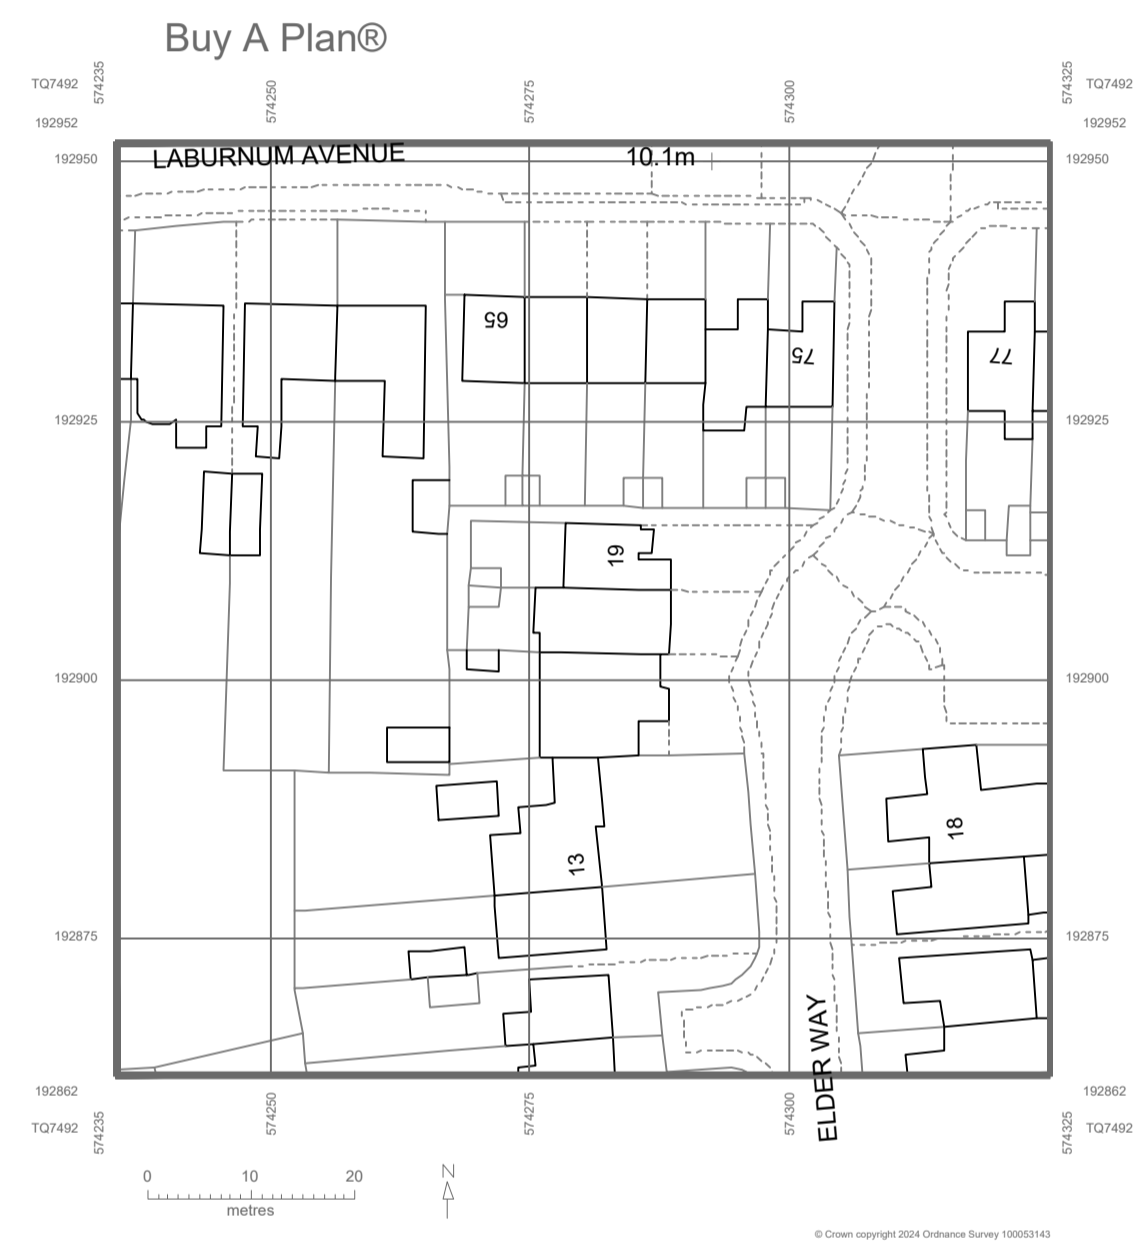 Buy A Plan®
TQ7492
574235
574250
574275
574300
574325
TQ7492
192952
192952
192950
LABURNUM AVENUE
10.1m
192950
65
75
77
192925
192925
19
192900
192900
18
13
192875
192875
ELDER WAY
192862
192862
TQ7492
574235
574250
574275
574300
574325
TQ7492
0 10 20
metres
N
© Crown copyright 2024 Ordnance Survey 100053143